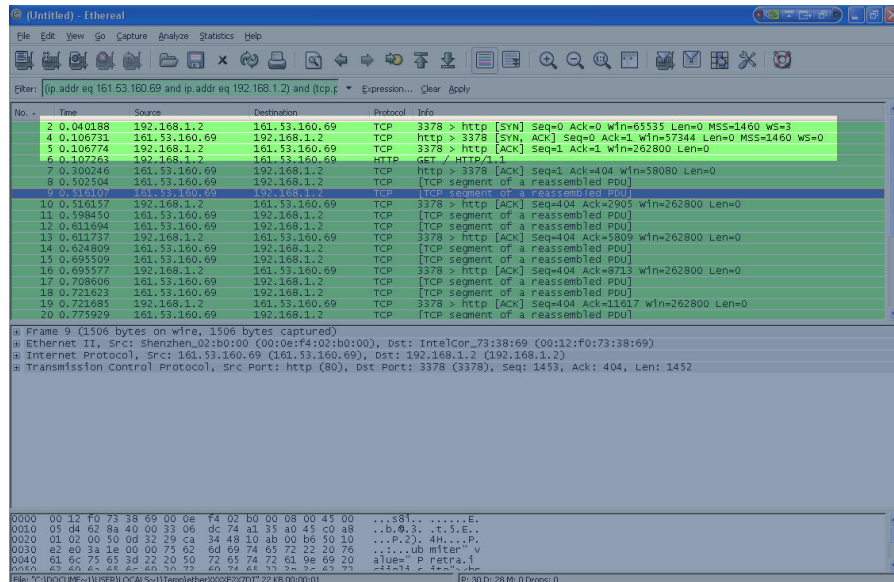 (Untitled) - Ethereal
File Edit View Go Capture Analyze Statistics Help
Filter: (ip.addr eq 161.53.160.69 and ip.addr eq 192.168.1.2) and (tcp.p Expression... Clear Apply
No. - Time Source Destination Protocol Info
2 0.040188 192.168.1.2 161.53.160.69 TCP 3378 > http [SYN] Seq=0 Ack=0 Win=65535 Len=0 MSS=1460 WS=3
4 0.106731 161.53.160.69 192.168.1.2 TCP http > 3378 [SYN, ACK] Seq=0 Ack=1 Win=57344 Len=0 MSS=1460 WS=0
5 0.106774 192.168.1.2 161.53.160.69 TCP 3378 > http [ACK] Seq=1 Ack=1 Win=262800 Len=0
6 0.107263 192.168.1.2 161.53.160.69 HTTP GET / HTTP/1.1
7 0.300246 161.53.160.69 192.168.1.2 TCP http > 3378 [ACK] Seq=1 Ack=404 Win=58080 Len=0
8 0.502504 161.53.160.69 192.168.1.2 TCP [TCP segment of a reassembled PDU]
9 0.516107 161.53.160.69 192.168.1.2 TCP [TCP segment of a reassembled PDU]
10 0.516157 192.168.1.2 161.53.160.69 TCP 3378 > http [ACK] Seq=404 Ack=2905 Win=262800 Len=0
11 0.598450 161.53.160.69 192.168.1.2 TCP [TCP segment of a reassembled PDU]
12 0.611694 161.53.160.69 192.168.1.2 TCP [TCP segment of a reassembled PDU]
13 0.611737 192.168.1.2 161.53.160.69 TCP 3378 > http [ACK] Seq=404 Ack=5809 Win=262800 Len=0
14 0.624809 161.53.160.69 192.168.1.2 TCP [TCP segment of a reassembled PDU]
15 0.695509 161.53.160.69 192.168.1.2 TCP [TCP segment of a reassembled PDU]
16 0.695577 192.168.1.2 161.53.160.69 TCP 3378 > http [ACK] Seq=404 Ack=8713 Win=262800 Len=0
17 0.708606 161.53.160.69 192.168.1.2 TCP [TCP segment of a reassembled PDU]
18 0.721623 161.53.160.69 192.168.1.2 TCP [TCP segment of a reassembled PDU]
19 0.721685 192.168.1.2 161.53.160.69 TCP 3378 > http [ACK] Seq=404 Ack=11617 Win=262800 Len=0
20 0.775929 161.53.160.69 192.168.1.2 TCP [TCP segment of a reassembled PDU]
Frame 9 (1506 bytes on wire, 1506 bytes captured)
Ethernet II, Src: Shenzhen_02:b0:00 (00:0e:f4:02:b0:00), Dst: IntelCor_73:38:69 (00:12:f0:73:38:69)
Internet Protocol, Src: 161.53.160.69 (161.53.160.69), Dst: 192.168.1.2 (192.168.1.2)
Transmission Control Protocol, Src Port: http (80), Dst Port: 3378 (3378), Seq: 1453, Ack: 404, Len: 1452
0000 00 12 f0 73 38 69 00 0e f4 02 b0 00 08 00 45 00 ...s8i.. ......E.
0010 05 d4 62 8a 40 00 33 06 dc 74 a1 35 a0 45 c0 a8 ..b.@.3. .t.5.E..
0020 01 02 00 50 0d 32 29 ca 34 48 10 ab 00 b6 50 10 ...P.2). 4H....P.
0030 e2 e0 3a 1e 00 00 75 62 6d 69 74 65 72 22 20 76 ..:...ub miter" v
0040 61 6c 75 65 3d 22 20 50 72 65 74 72 61 9e 69 20 alue=" P retra.i
File: "C:\DOCUME~1\USER\LOCALS~1\Temp\etherXXXXE2XZDT" 22 KB 00:00:01 P: 30 D: 28 M: 0 Drops: 0